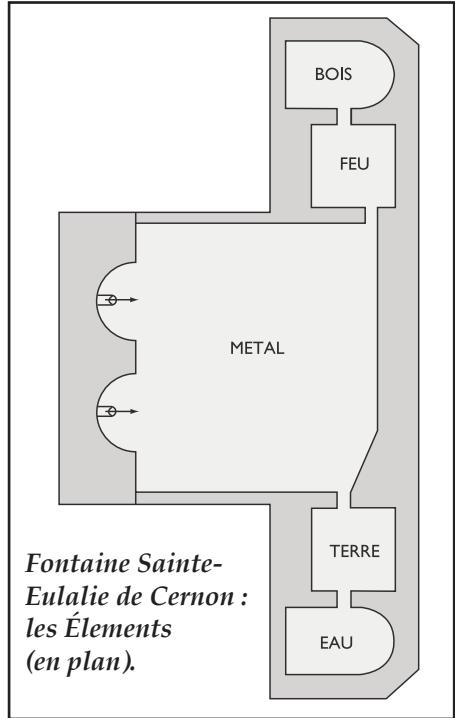 BOIS
FEU
METAL
TERRE
EAU
Fontaine Sainte-
Eulalie de Cernon :
les Élements
(en plan).